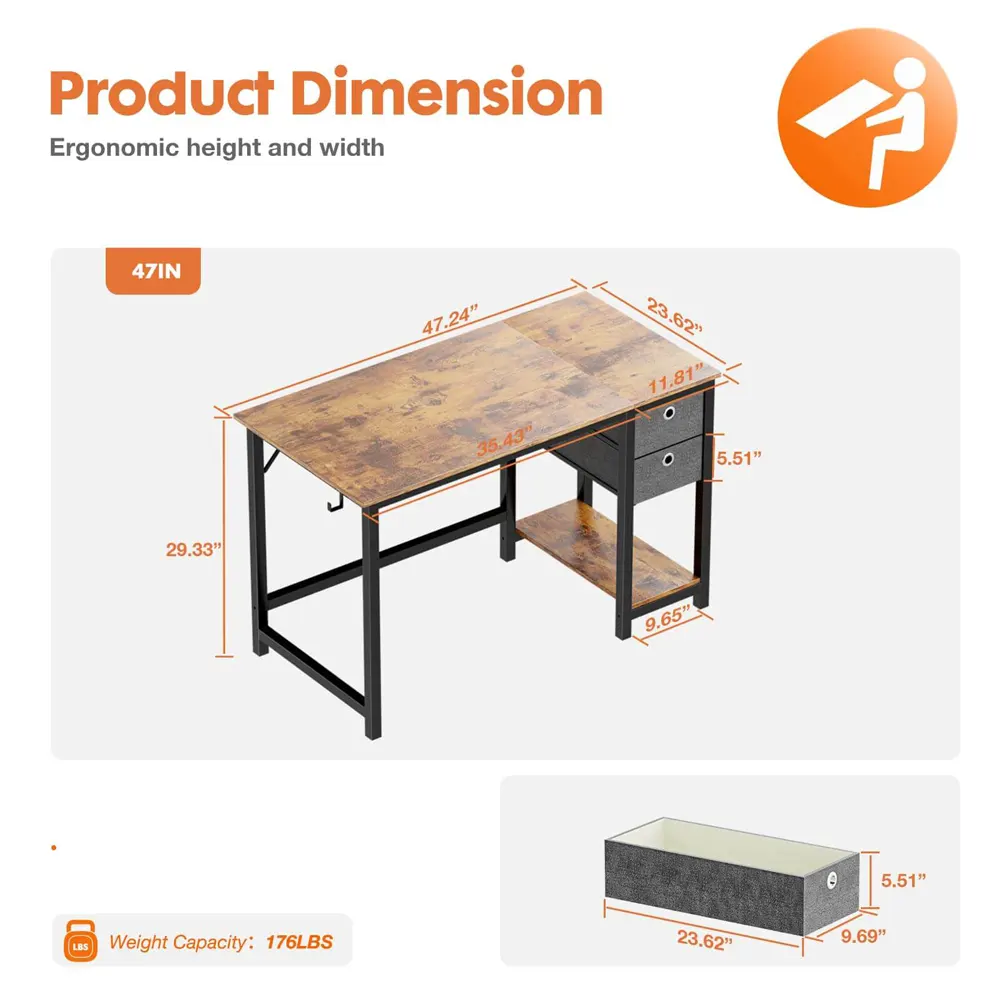 Product Dimension
Ergonomic height and width
47IN
47.24”
23.62”
11.81”
35.43”
5.51”
29.33”
9.65”
5.51”
23.62”
9.69”
LBS
Weight Capacity: 176LBS